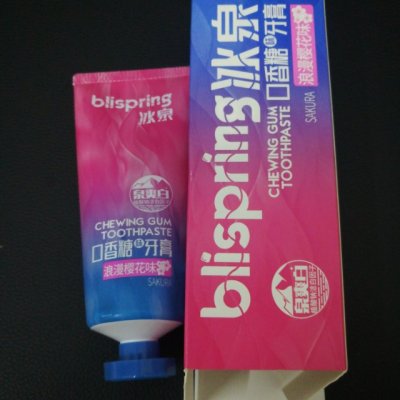 blispring
冰泉
泉爽白
CHEWING GUM
TOOTHPASTE
口香糖味牙膏
浪漫樱花味
SAKURA
blispring冰泉
CHEWING GUM
TOOTHPASTE
口香糖味牙膏
浪漫樱花味
SAKURA
泉爽白